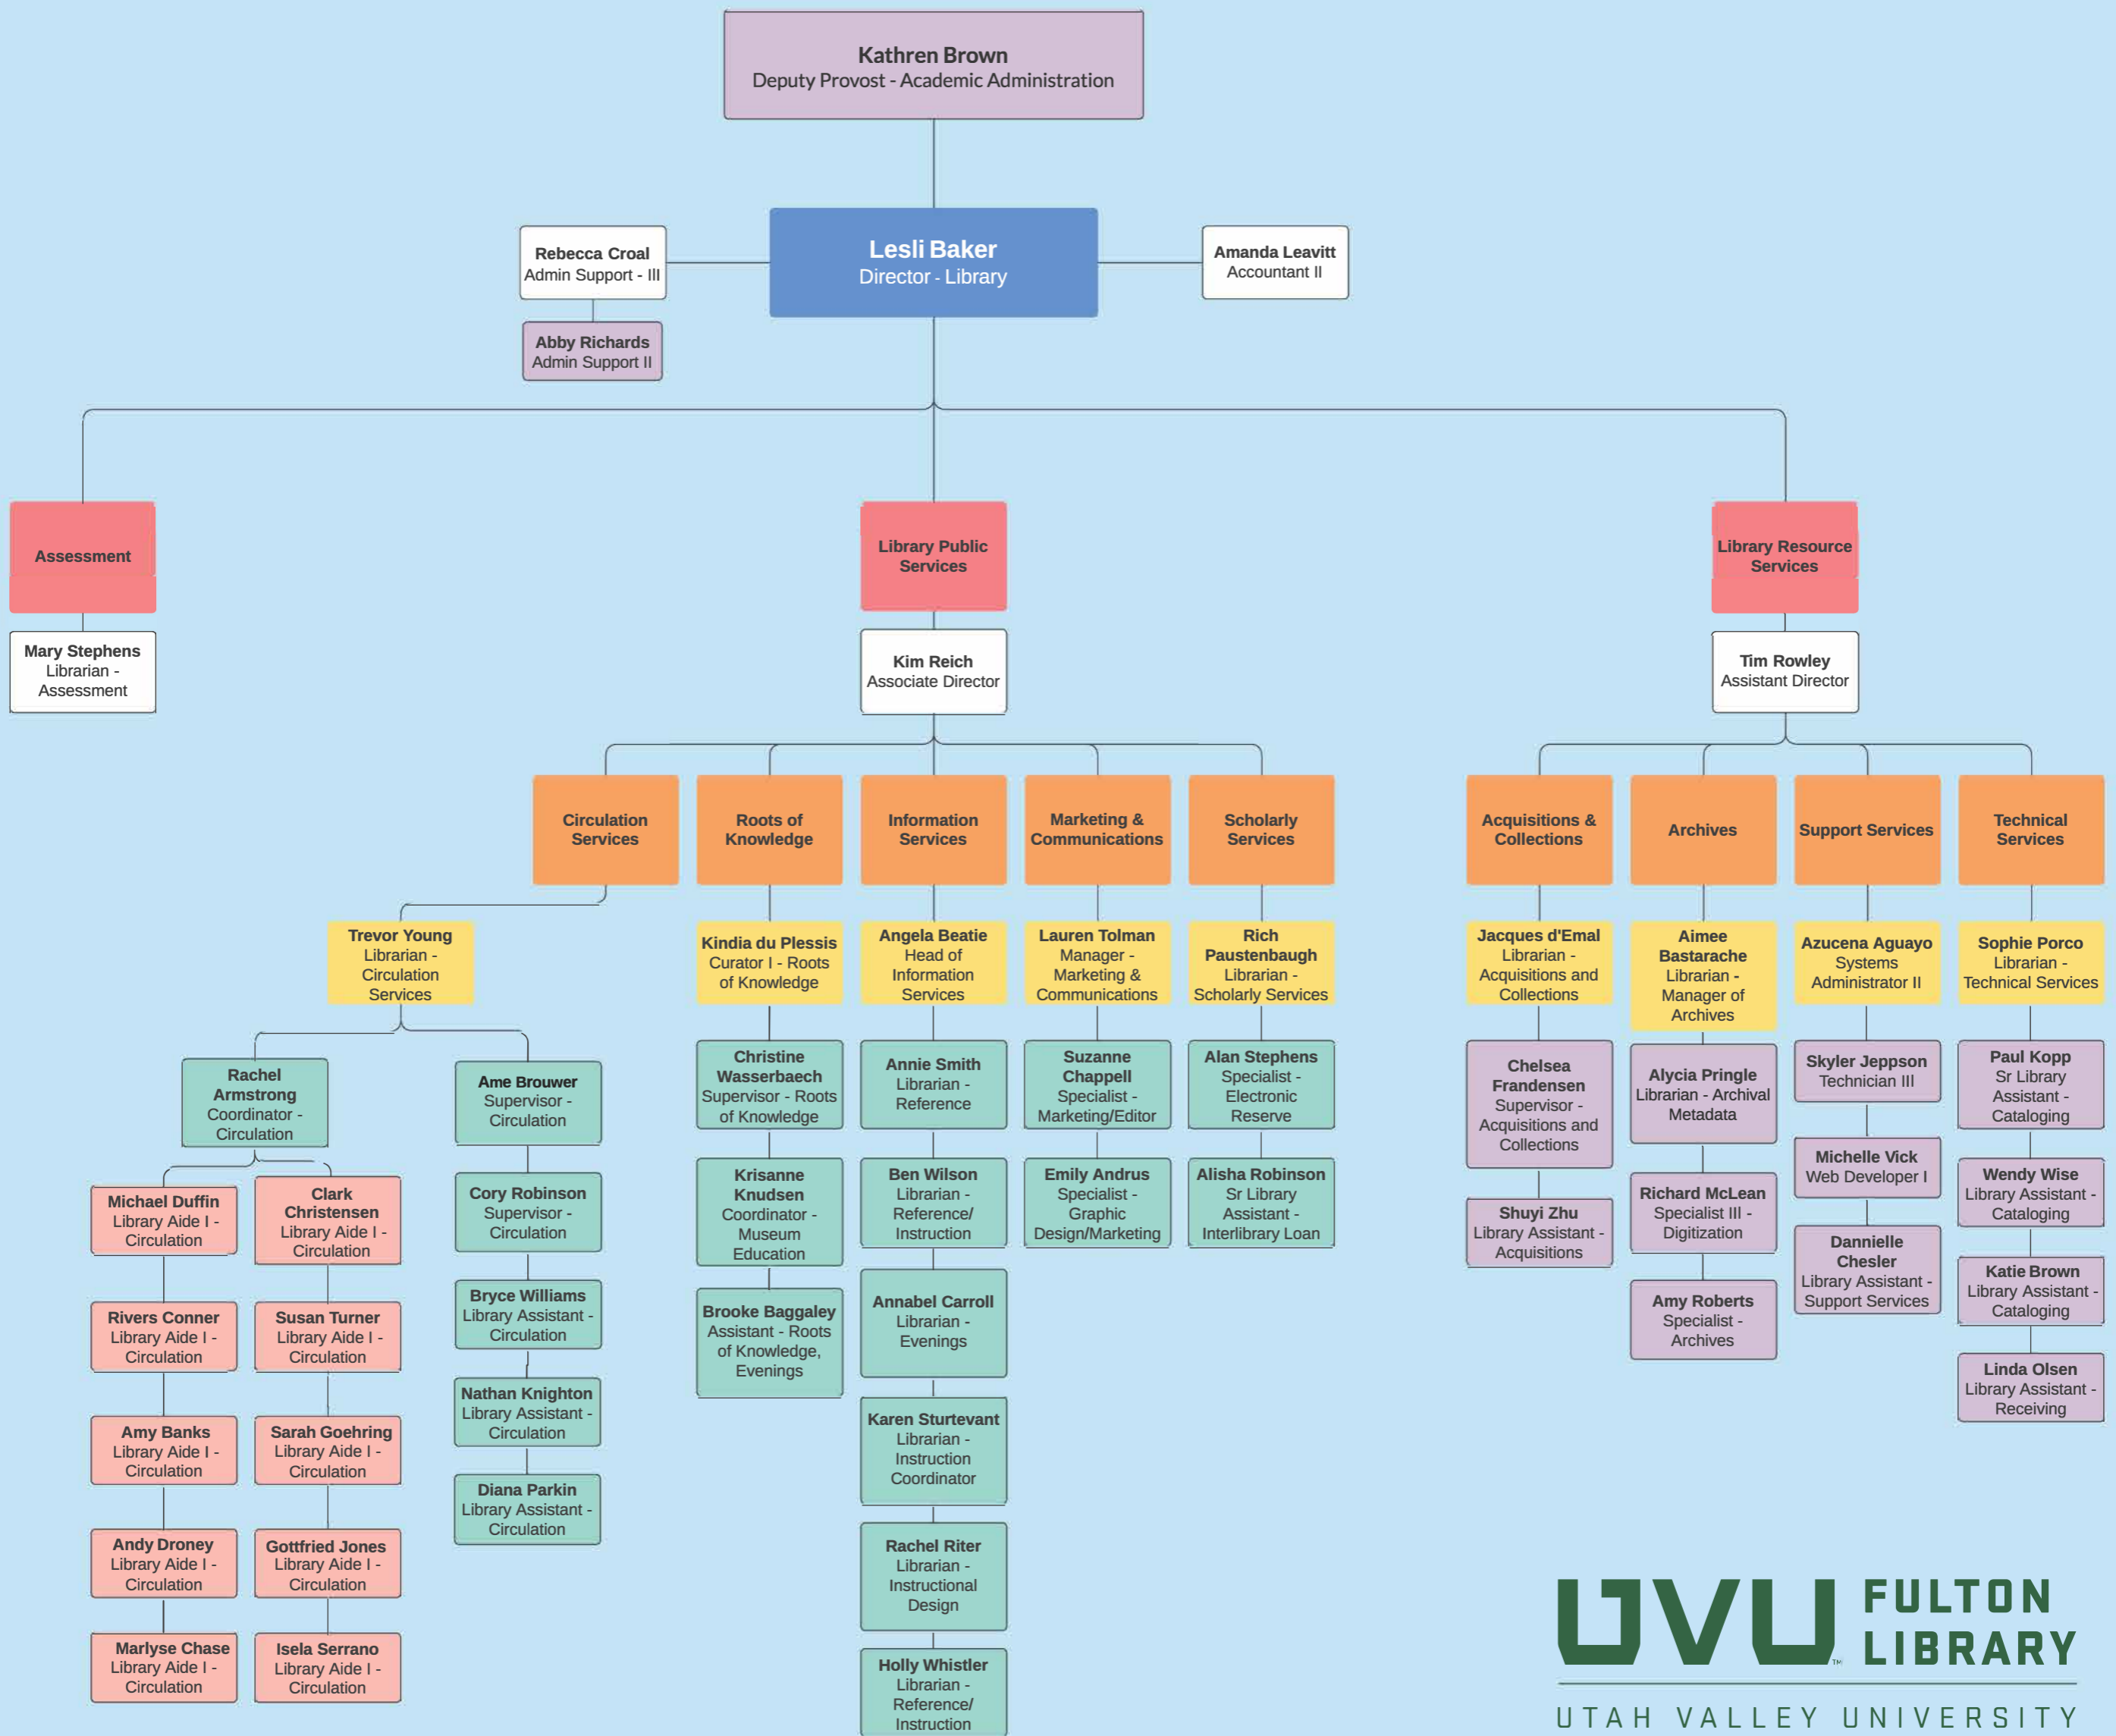 Kathren Brown
Deputy Provost - Academic Administration
Rebecca Croal
Admin Support - III
Lesli Baker
Director - Library
Amanda Leavitt
Accountant II
Abby Richards
Admin Support II
Assessment
Library Public
Services
Library Resource
Services
Mary Stephens
Librarian -
Assessment
Kim Reich
Associate Director
Tim Rowley
Assistant Director
Circulation
Services
Roots of
Knowledge
Information
Services
Marketing &
Communications
Scholarly
Services
Acquisitions &
Collections
Archives
Support Services
Technical
Services
Trevor Young
Librarian -
Circulation
Services
Kindia du Plessis
Curator I - Roots
of Knowledge
Angela Beatie
Head of
Information
Services
Lauren Tolman
Manager -
Marketing &
Communications
Rich
Paustenbaugh
Librarian -
Scholarly Services
Jacques d'Emal
Librarian -
Acquisitions and
Collections
Aimee
Bastarache
Librarian -
Manager of
Archives
Azucena Aguayo
Systems
Administrator II
Sophie Porco
Librarian -
Technical Services
Rachel
Armstrong
Coordinator -
Circulation
Ame Brouwer
Supervisor -
Circulation
Christine
Wasserbaech
Supervisor - Roots
of Knowledge
Annie Smith
Librarian -
Reference
Suzanne
Chappell
Specialist -
Marketing/Editor
Alan Stephens
Specialist -
Electronic
Reserve
Chelsea
Frandensen
Supervisor -
Acquisitions and
Collections
Alycia Pringle
Librarian - Archival
Metadata
Skyler Jeppson
Technician III
Paul Kopp
Sr Library
Assistant -
Cataloging
Michael Duffin
Library Aide I -
Circulation
Clark
Christensen
Library Aide I -
Circulation
Cory Robinson
Supervisor -
Circulation
Krisanne
Knudsen
Coordinator -
Museum
Education
Ben Wilson
Librarian -
Reference/
Instruction
Emily Andrus
Specialist -
Graphic
Design/Marketing
Alisha Robinson
Sr Library
Assistant -
Interlibrary Loan
Shuyi Zhu
Library Assistant -
Acquisitions
Richard McLean
Specialist III -
Digitization
Michelle Vick
Web Developer I
Wendy Wise
Library Assistant -
Cataloging
Rivers Conner
Library Aide I -
Circulation
Susan Turner
Library Aide I -
Circulation
Bryce Williams
Library Assistant -
Circulation
Brooke Baggaley
Assistant - Roots
of Knowledge,
Evenings
Annabel Carroll
Librarian -
Evenings
Amy Roberts
Specialist -
Archives
Dannielle
Chesler
Library Assistant -
Support Services
Katie Brown
Library Assistant -
Cataloging
Amy Banks
Library Aide I -
Circulation
Sarah Goehring
Library Aide I -
Circulation
Nathan Knighton
Library Assistant -
Circulation
Karen Sturtevant
Librarian -
Instruction
Coordinator
Linda Olsen
Library Assistant -
Receiving
Andy Droney
Library Aide I -
Circulation
Gottfried Jones
Library Aide I -
Circulation
Diana Parkin
Library Assistant -
Circulation
Rachel Riter
Librarian -
Instructional
Design
Marlyse Chase
Library Aide I -
Circulation
Isela Serrano
Library Aide I -
Circulation
Holly Whistler
Librarian -
Reference/
Instruction
UVU™ FULTON
LIBRARY
UTAH VALLEY UNIVERSITY